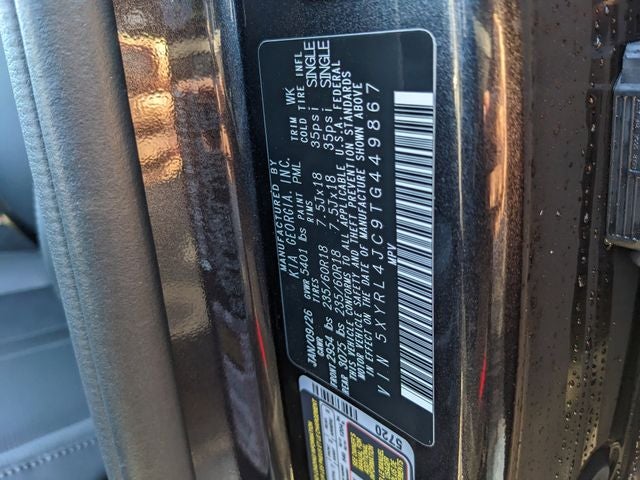 MANUFACTURED BY
KIA GEORGIA, INC.
JAN/09/26 GVWR 5401 lbs PAINT PML TRIM WK
GAWR TIRES RIMS COLD TIRE INFL
FRONT 2954 lbs 235/60R18 7.5Jx18 35psi SINGLE
REAR 3075 lbs 235/60R18 7.5Jx18 35psi SINGLE
THIS VEHICLE CONFORMS TO ALL APPLICABLE U.S.A. FEDERAL
MOTOR VEHICLE SAFETY AND THEFT PREVENTION STANDARDS
IN EFFECT ON THE DATE OF MANUFACTURE SHOWN ABOVE
VIN 5XYRL4JC9TG449867
MPV
5720